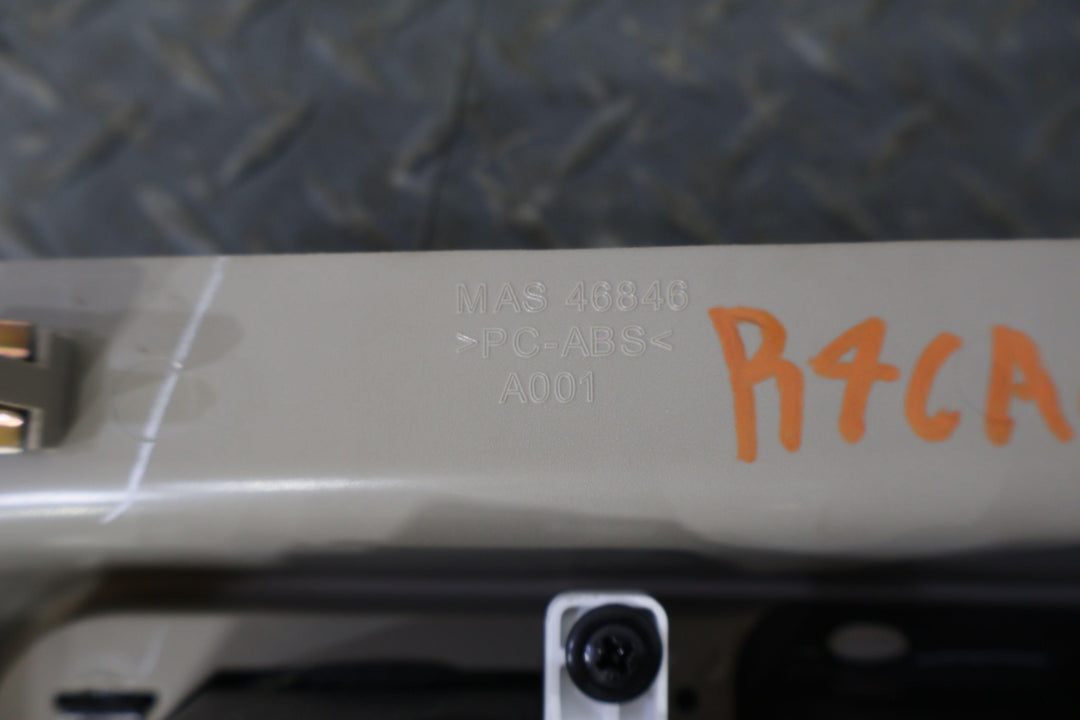 MAS 46846
>PC-ABS<
A001
R4CA